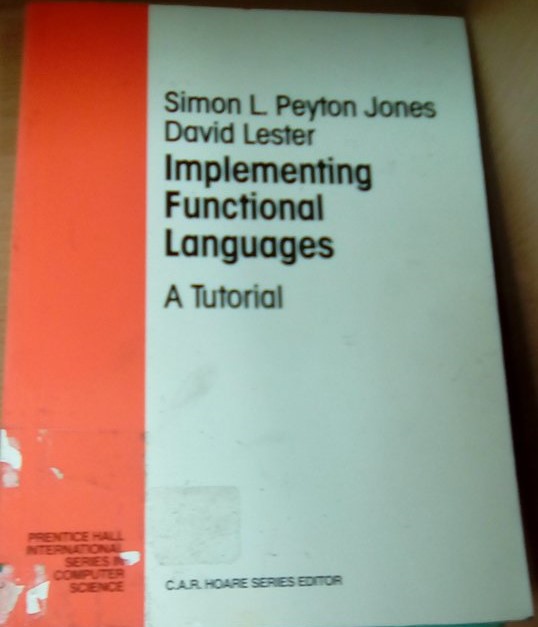 Simon L. Peyton Jones
David Lester
Implementing
Functional
Languages
A Tutorial
PRENTICE HALL
INTERNATIONAL
SERIES IN
COMPUTER
SCIENCE
C.A.R. HOARE SERIES EDITOR